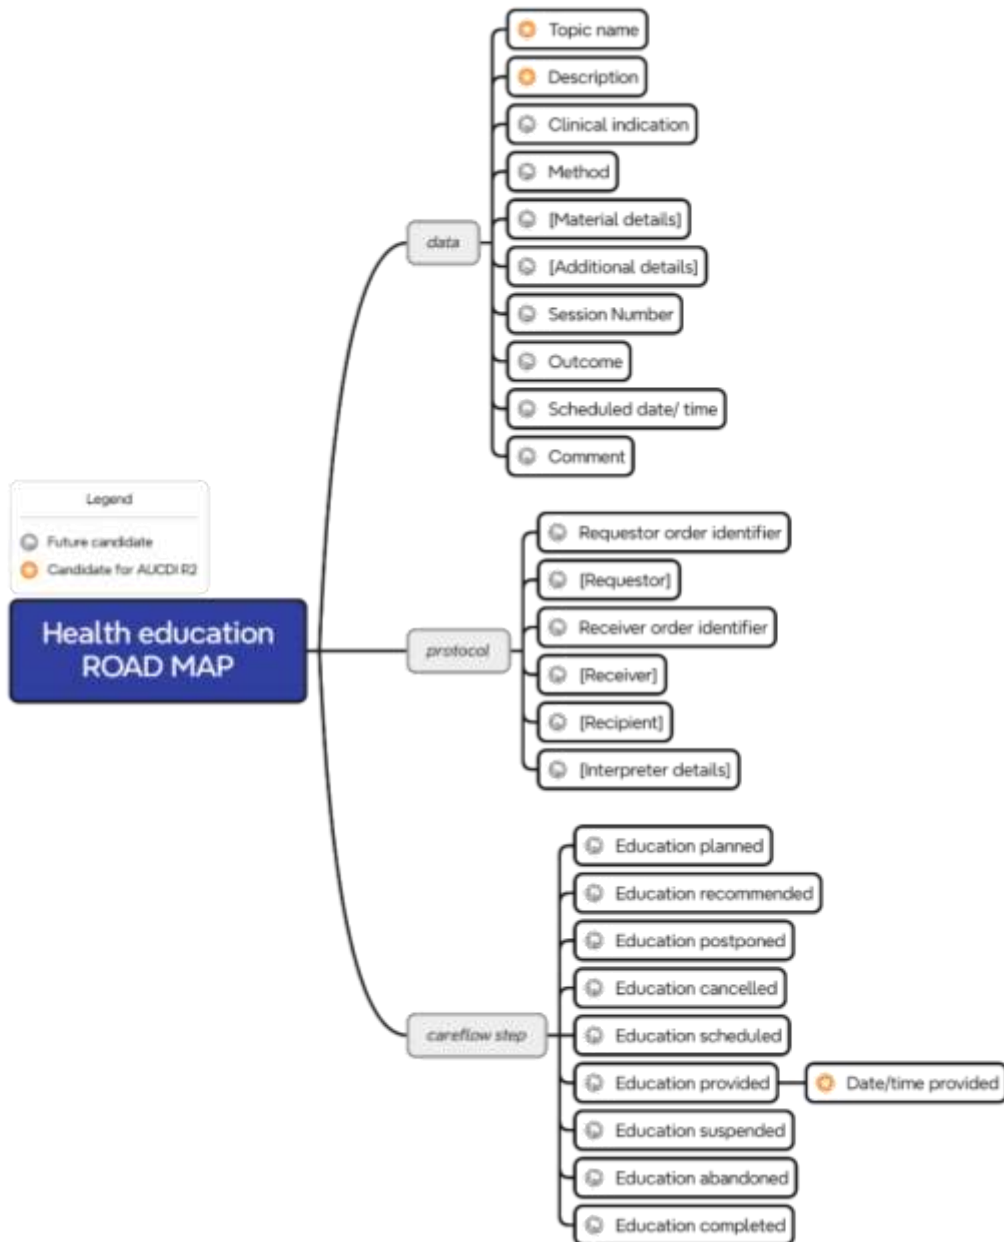 Topic name
Description
Clinical indication
Method
[Material details]
data
[Additional details]
Session Number
Outcome
Scheduled date/ time
Comment
Legend
Future candidate
Candidate for AUCDI R2
Health education
ROAD MAP
Requestor order identifier
[Requestor]
Receiver order identifier
protocol
[Receiver]
[Recipient]
[Interpreter details]
Education planned
Education recommended
Education postponed
Education cancelled
careflow step
Education scheduled
Education provided
Date/time provided
Education suspended
Education abandoned
Education completed